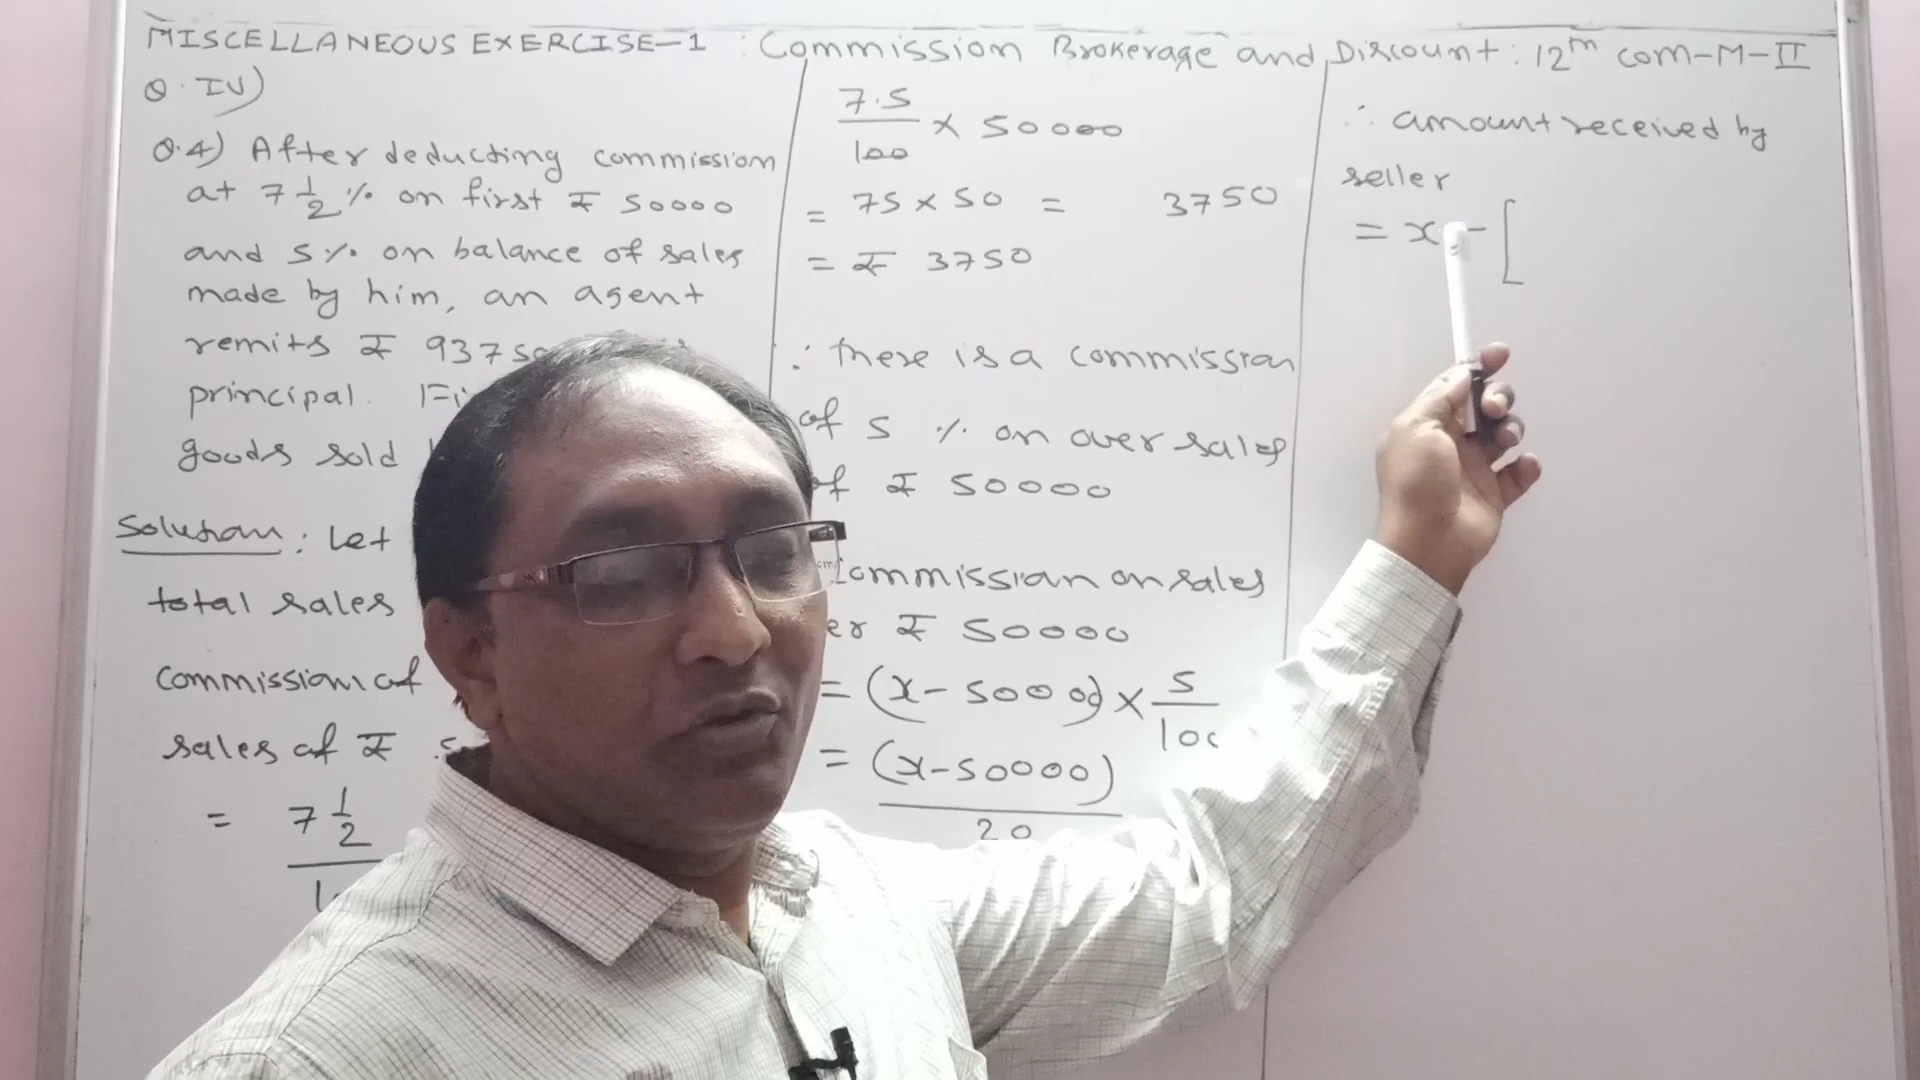 MISCELLANEOUS EXERCISE-1 : Commission Brokerage and Discount : 12th com-M-II
Q. IV)
Q.4) After deducting commission
at 7 1/2 % on first ₹ 50000
and 5 % on balance of sales
made by him, an agent
remits ₹ 93750
principal.
goods sold
Solution : Let
total sales
commission of
sales of ₹
= 7 1/2
7.5/100 × 50000
= 75 × 50 = 3750
= ₹ 3750
∴ there is a commission
of 5 % on over sales
of ₹ 50000
Commission on sales
er ₹ 50000
= (x - 50000) × 5/100
= (x-50000)/20
∴ amount received by
seller
= x - [